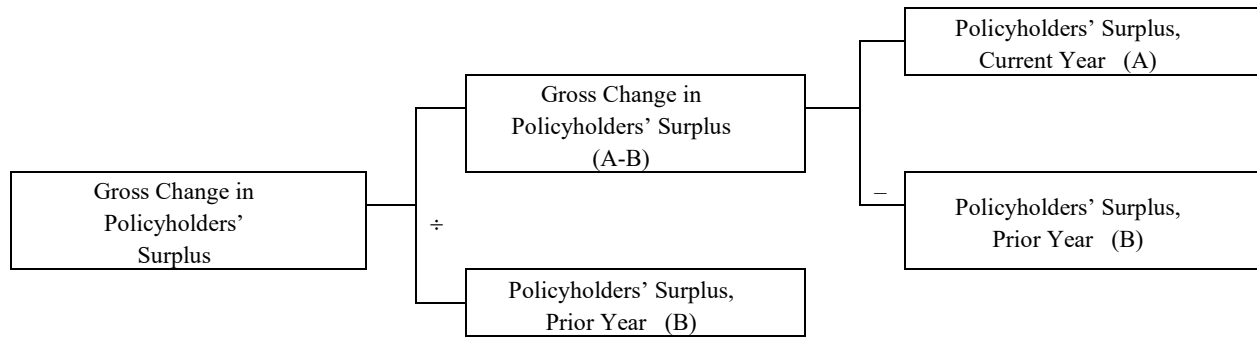 Policyholders’ Surplus,
Current Year (A)
Gross Change in
Policyholders’ Surplus
(A-B)
Gross Change in
Policyholders’
Surplus
÷
–
Policyholders’ Surplus,
Prior Year (B)
Policyholders’ Surplus,
Prior Year (B)